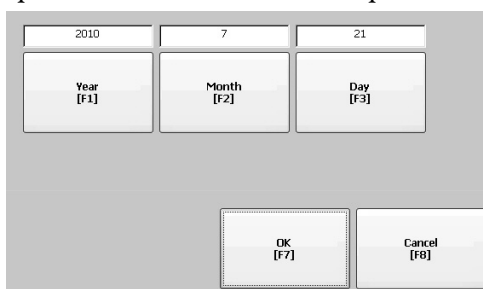 2010 7 21
Year Month Day
[F1] [F2] [F3]
OK Cancel
[F7] [F8]